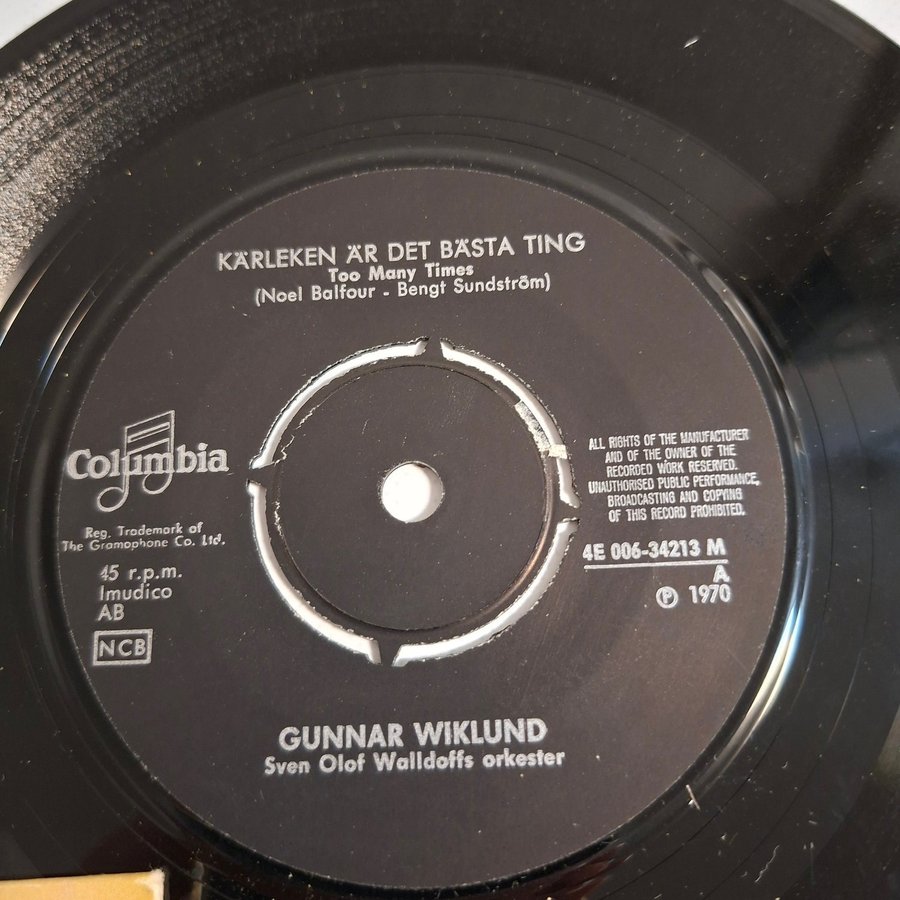 KÄRLEKEN ÄR DET BÄSTA TING
Too Many Times
(Noel Balfour - Bengt Sundström)
Columbia
Reg. Trademark of
The Gramophone Co. Ltd.
45 r.p.m.
Imudico
AB
NCB
ALL RIGHTS OF THE MANUFACTURER
AND OF THE OWNER OF THE
RECORDED WORK RESERVED.
UNAUTHORISED PUBLIC PERFORMANCE,
BROADCASTING AND COPYING
OF THIS RECORD PROHIBITED.
4E 006-34213 M
A
℗ 1970
GUNNAR WIKLUND
Sven Olof Walldoffs orkester